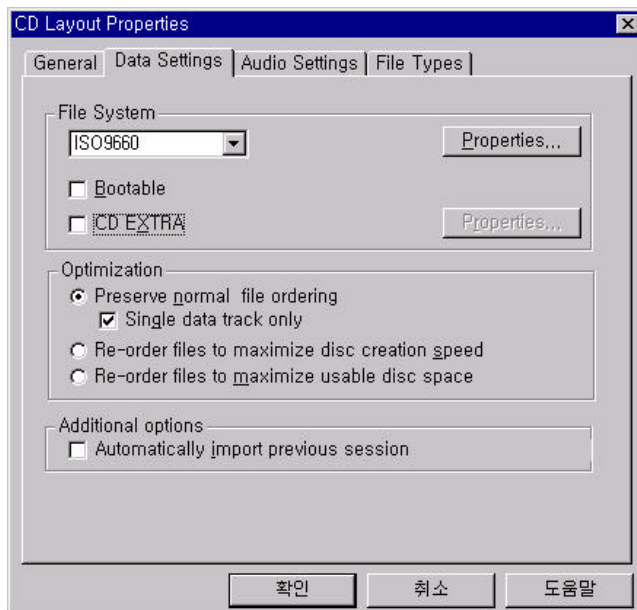 CD Layout Properties
General Data Settings Audio Settings File Types
File System
ISO9660 Properties...
Bootable
CD EXTRA Properties...
Optimization
Preserve normal file ordering
Single data track only
Re-order files to maximize disc creation speed
Re-order files to maximize usable disc space
Additional options
Automatically import previous session
확인 취소 도움말